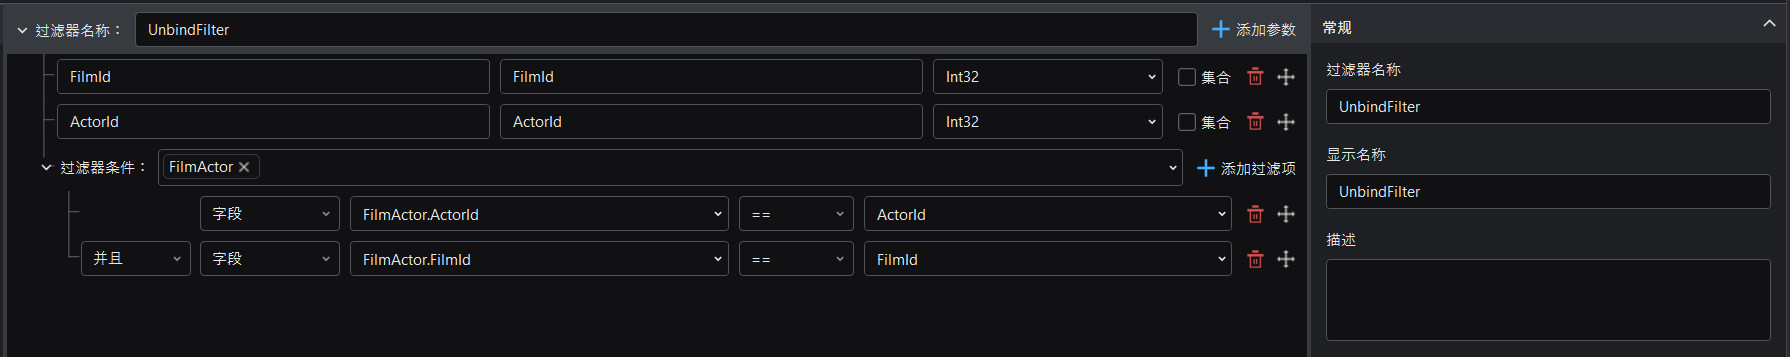 过滤器名称： UnbindFilter 添加参数
FilmId FilmId Int32 集合
ActorId ActorId Int32 集合
过滤器条件： FilmActor 添加过滤项
字段 FilmActor.ActorId == ActorId
并且 字段 FilmActor.FilmId == FilmId
常规
过滤器名称
UnbindFilter
显示名称
UnbindFilter
描述